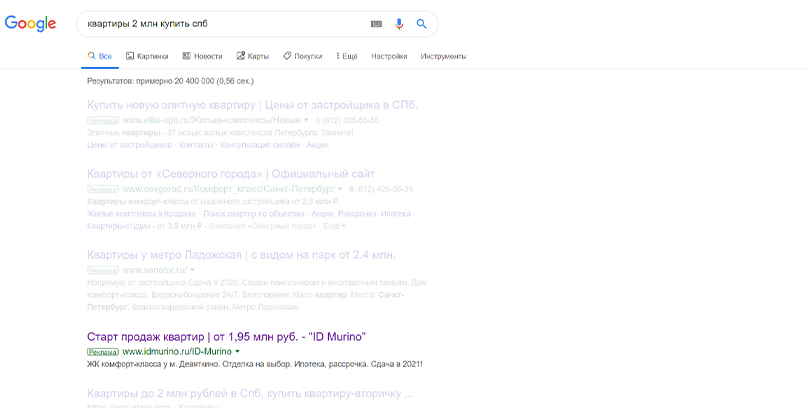 Google
квартиры 2 млн купить спб
Все Картинки Новости Карты Покупки Ещё Настройки Инструменты
Результатов: примерно 20 400 000 (0,56 сек.)
Купить новую элитную квартиру | Цены от застройщика в СПб.
Реклама www.elita-spb.ru/Жилые-комплексы/Новые 8 (812) 335-55-55
Элитные квартиры - 37 новых жилых комплексов Петербурга. Звоните!
Цены от застройщиков · Контакты · Консультация онлайн · Акции
Квартиры от «Северного города» | Официальный сайт
Реклама www.sevgorod.ru/Комфорт_класс/Санкт-Петербург 8 (812) 425-56-31
Квартиры комфорт-класса от надежного застройщика от 2,9 млн ₽.
Жилые комплексы в продаже · Поиск квартир по объектам · Акции. Рассрочка. Ипотека
Квартиры-студии - от 3,5 млн ₽ - Компания «Северный город» · Ещё
Квартиры у метро Ладожская | с видом на парк от 2.4 млн.
Реклама www.senator.ru/
Напрямую от застройщика.Сдача в 2020. Скидки пенсионерам и многодетным семьям. Дом
комфорт-класса. Видеонаблюдение 24/7. Велопаркинг. Мало квартир. Места: Санкт-
Петербург, Красногвардейский район, Метро Ладожская.
Старт продаж квартир | от 1,95 млн руб. - "ID Murino"
Реклама www.idmurino.ru/ID-Murino
ЖК комфорт-класса у м. Девяткино. Отделка на выбор. Ипотека, рассрочка. Сдача в 2021!
Квартиры до 2 млн рублей в Спб, купить квартиру-вторичку ...